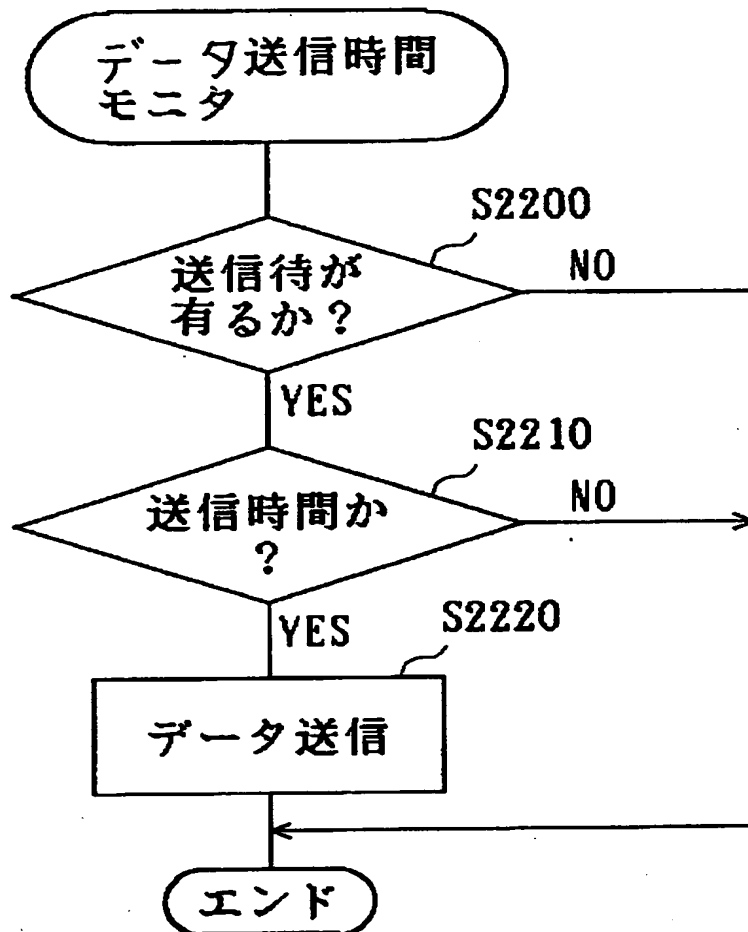 データ送信時間
モニタ
S2200
送信待が
有るか？
NO
YES
S2210
送信時間か
？
NO
YES
S2220
データ送信
エンド